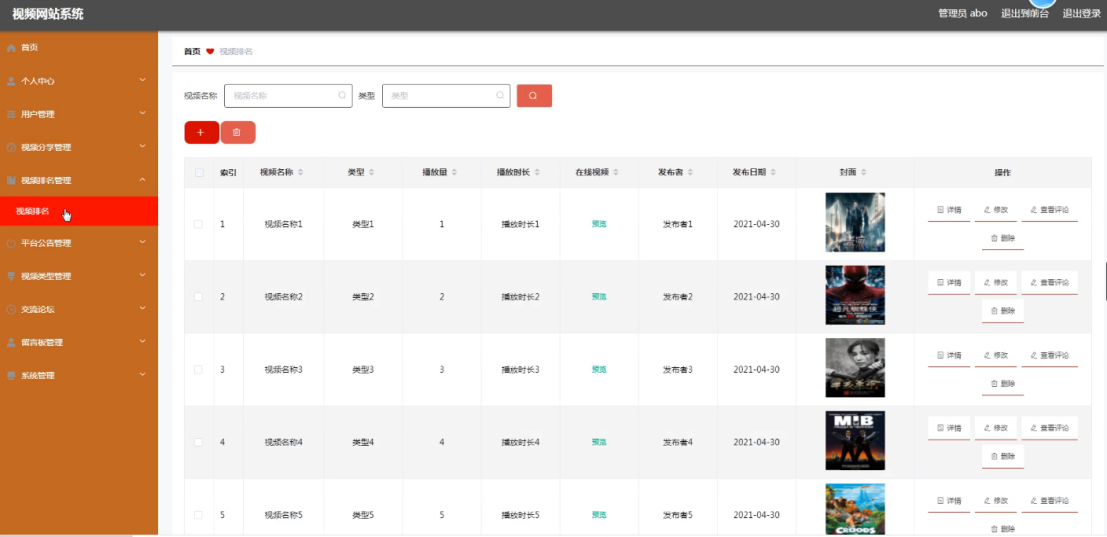 视频网站系统
管理员 abo 退出到前台 退出登录
首页
个人中心
用户管理
视频分享管理
视频排名管理
视频排名
平台公告管理
视频类型管理
交流论坛
留言板管理
系统管理
首页 视频排名
视频名称 视频名称 类型 类型
索引 视频名称 类型 播放量 播放时长 在线视频 发布者 发布日期 封面 操作
1 视频名称1 类型1 1 播放时长1 预览 发布者1 2021-04-30 详情 修改 查看评论
删除
2 视频名称2 类型2 2 播放时长2 预览 发布者2 2021-04-30 详情 修改 查看评论
超凡蜘蛛侠
删除
3 视频名称3 类型3 3 播放时长3 预览 发布者3 2021-04-30 详情 修改 查看评论
删除
4 视频名称4 类型4 4 播放时长4 预览 发布者4 2021-04-30 MIB 详情 修改 查看评论
删除
5 视频名称5 类型5 5 播放时长5 预览 发布者5 2021-04-30 详情 修改 查看评论
CROODS
删除